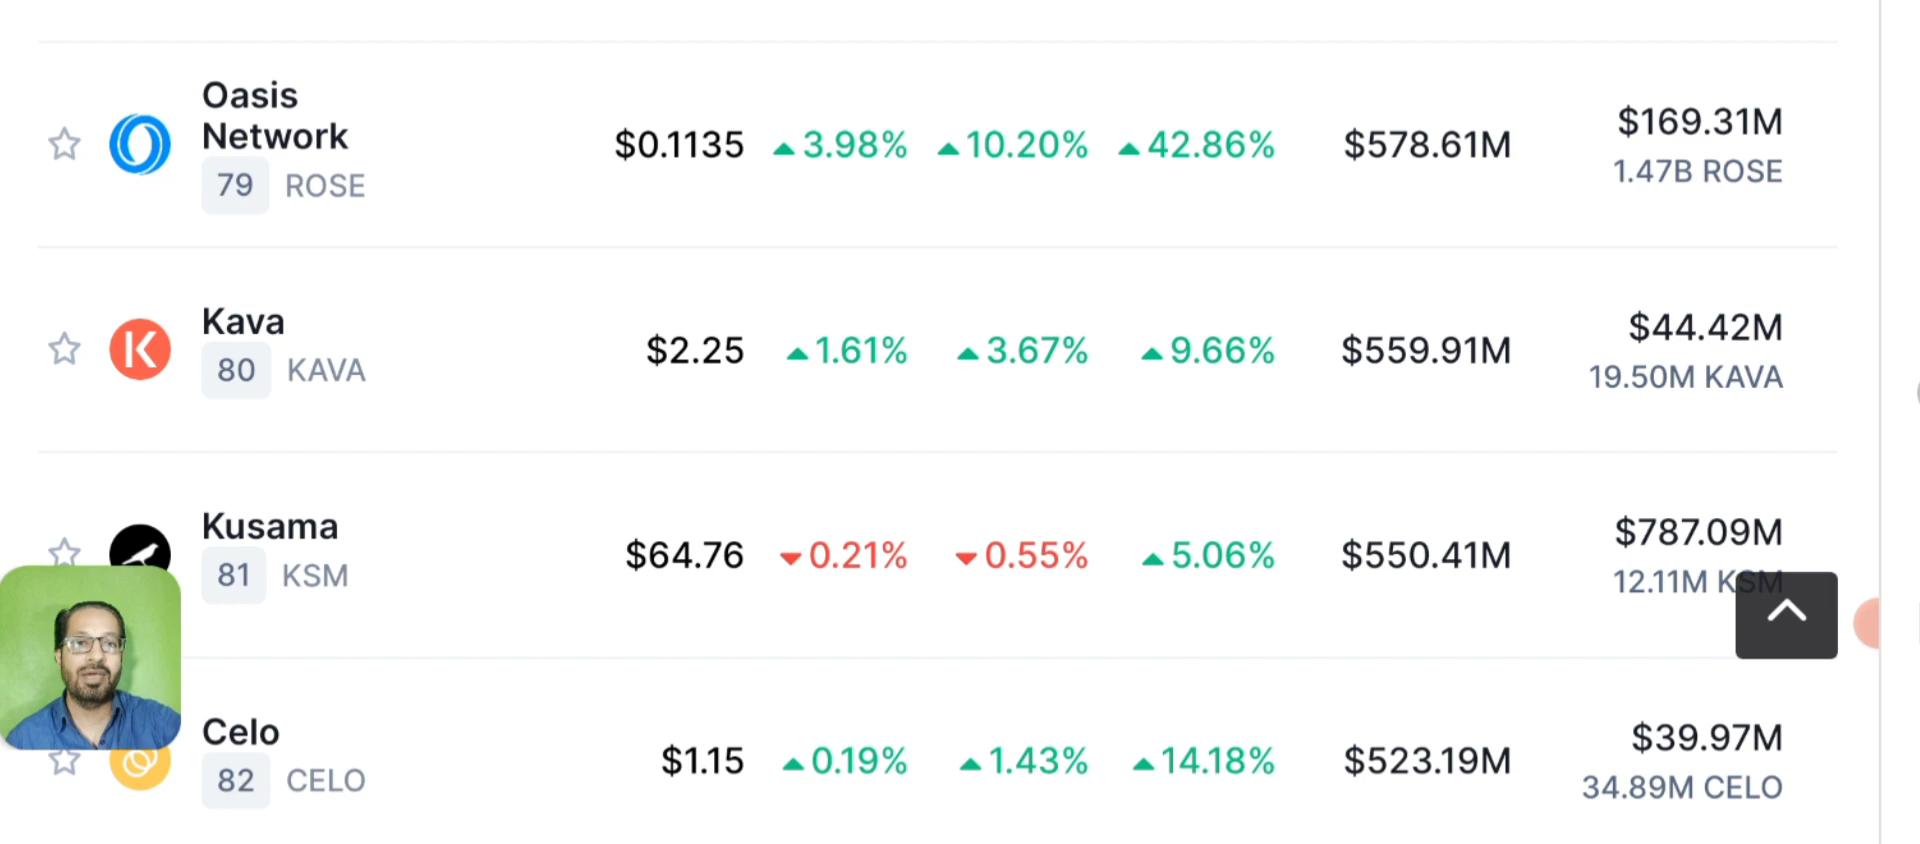 Oasis
Network
79 ROSE
$0.1135 3.98% 10.20% 42.86% $578.61M $169.31M
1.47B ROSE
Kava
80 KAVA
$2.25 1.61% 3.67% 9.66% $559.91M $44.42M
19.50M KAVA
Kusama
81 KSM
$64.76 0.21% 0.55% 5.06% $550.41M $787.09M
12.11M KSM
Celo
82 CELO
$1.15 0.19% 1.43% 14.18% $523.19M $39.97M
34.89M CELO